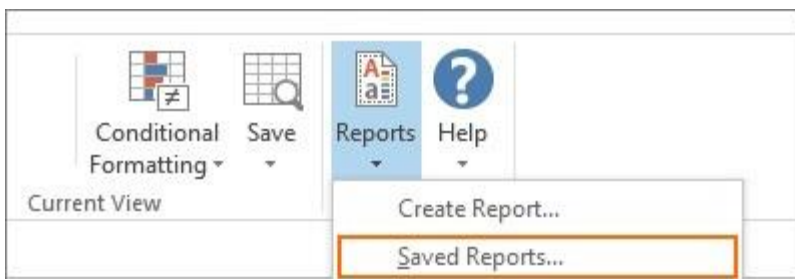 Conditional Formatting
Save
Reports
Help
Current View
Create Report...
Saved Reports...
A
a
≠
?